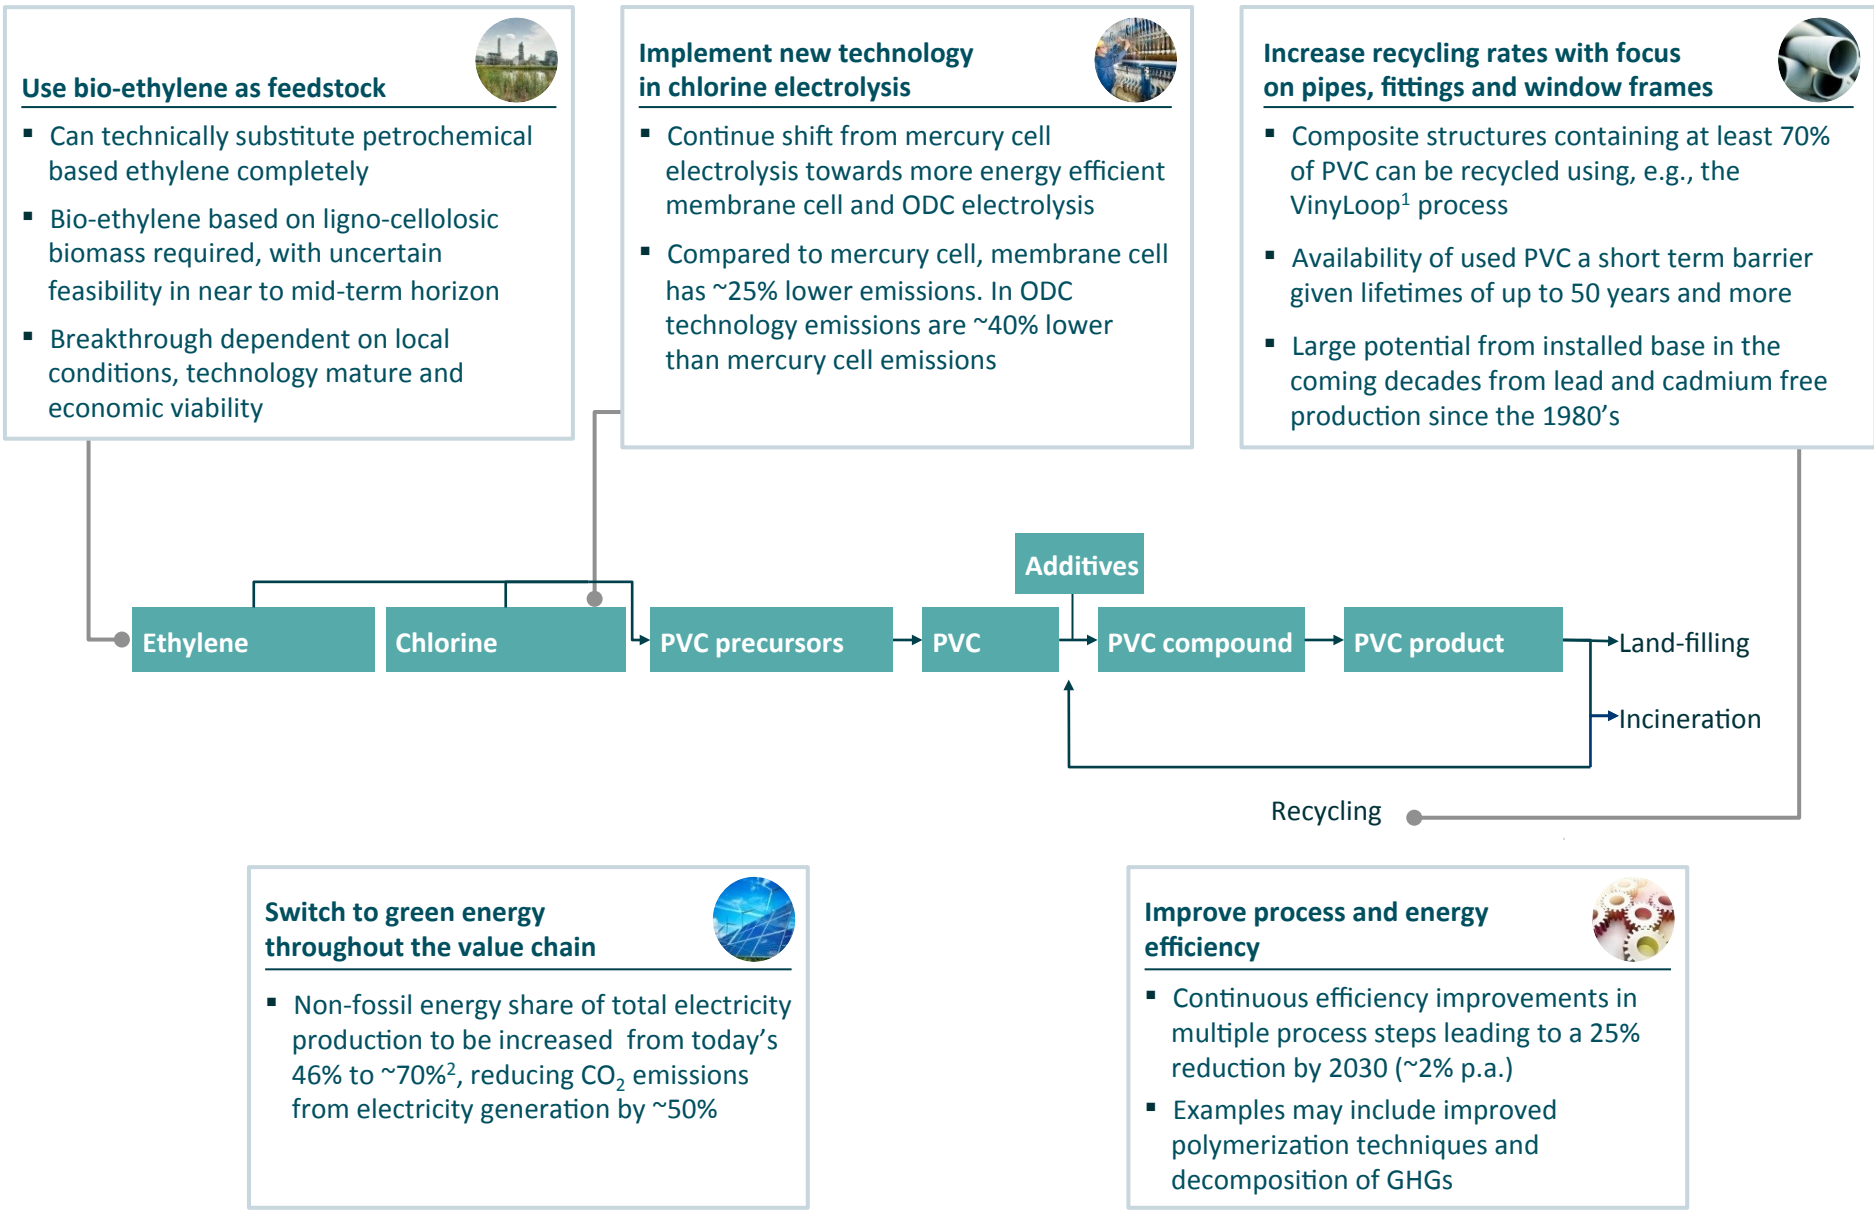 Use bio-ethylene as feedstock
▪ Can technically substitute petrochemical
based ethylene completely
▪ Bio-ethylene based on ligno-cellolosic
biomass required, with uncertain
feasibility in near to mid-term horizon
▪ Breakthrough dependent on local
conditions, technology mature and
economic viability
Implement new technology
in chlorine electrolysis
▪ Continue shift from mercury cell
electrolysis towards more energy efficient
membrane cell and ODC electrolysis
▪ Compared to mercury cell, membrane cell
has ~25% lower emissions. In ODC
technology emissions are ~40% lower
than mercury cell emissions
Increase recycling rates with focus
on pipes, fittings and window frames
▪ Composite structures containing at least 70%
of PVC can be recycled using, e.g., the
VinyLoop¹ process
▪ Availability of used PVC a short term barrier
given lifetimes of up to 50 years and more
▪ Large potential from installed base in the
coming decades from lead and cadmium free
production since the 1980’s
Additives
Ethylene
Chlorine
PVC precursors
PVC
PVC compound
PVC product
Land-filling
Incineration
Recycling
Switch to green energy
throughout the value chain
▪ Non-fossil energy share of total electricity
production to be increased  from today’s
46% to ~70%², reducing CO₂ emissions
from electricity generation by ~50%
Improve process and energy
efficiency
▪ Continuous efficiency improvements in
multiple process steps leading to a 25%
reduction by 2030 (~2% p.a.)
▪ Examples may include improved
polymerization techniques and
decomposition of GHGs